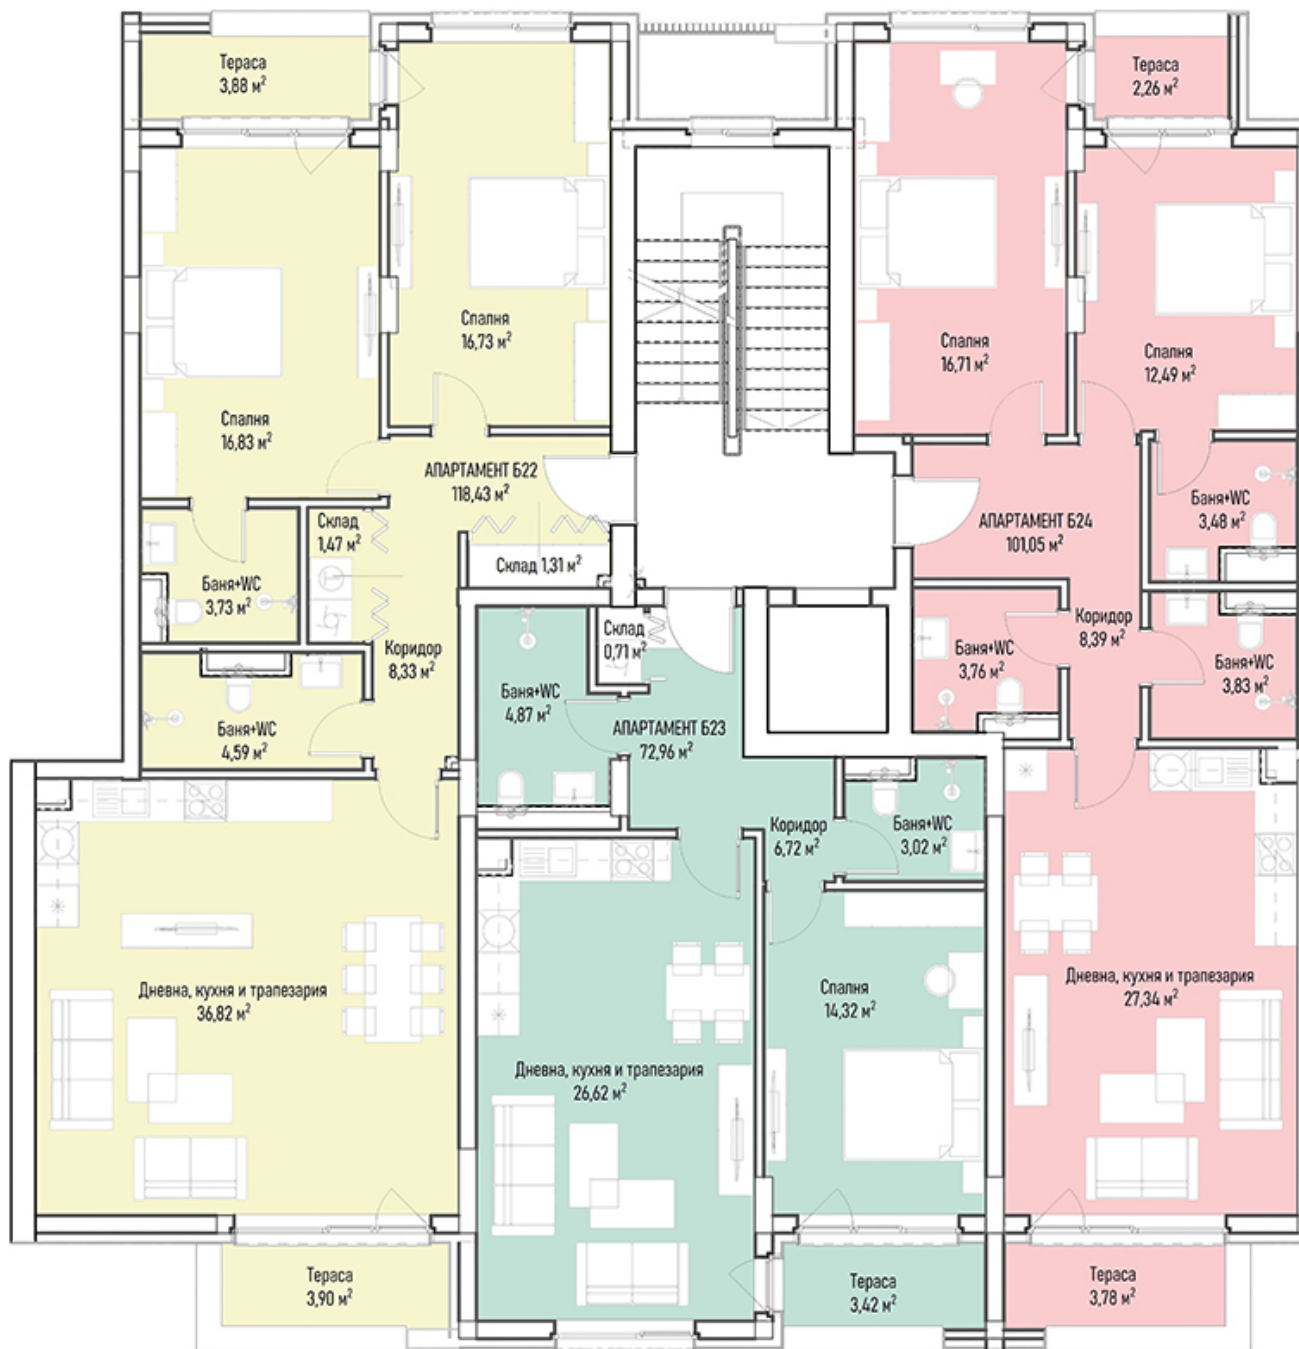 Тераса
3,88 м²
Тераса
2,26 м²
Спалня
16,73 м²
Спалня
16,71 м²
Спалня
12,49 м²
Спалня
16,83 м²
АПАРТАМЕНТ Б22
118,43 м²
Склад
1,47 м²
Склад 1,31 м²
Баня+WC
3,73 м²
Коридор
8,33 м²
Баня+WC
4,59 м²
АПАРТАМЕНТ Б24
101,05 м²
Баня+WC
3,48 м²
Баня+WC
3,76 м²
Коридор
8,39 м²
Баня+WC
3,83 м²
Склад
0,71 м²
Баня+WC
4,87 м²
АПАРТАМЕНТ Б23
72,96 м²
Коридор
6,72 м²
Баня+WC
3,02 м²
Дневна, кухня и трапезария
36,82 м²
Дневна, кухня и трапезария
26,62 м²
Спалня
14,32 м²
Дневна, кухня и трапезария
27,34 м²
Тераса
3,90 м²
Тераса
3,42 м²
Тераса
3,78 м²